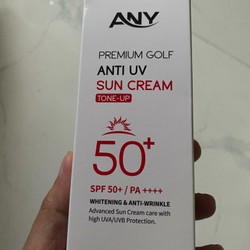 ANY
PREMIUM GOLF
ANTI UV
SUN CREAM
TONE-UP
50+
SPF 50+ / PA ++++
WHITENING & ANTI-WRINKLE
Advanced Sun Cream care with
high UVA/UVB Protection.